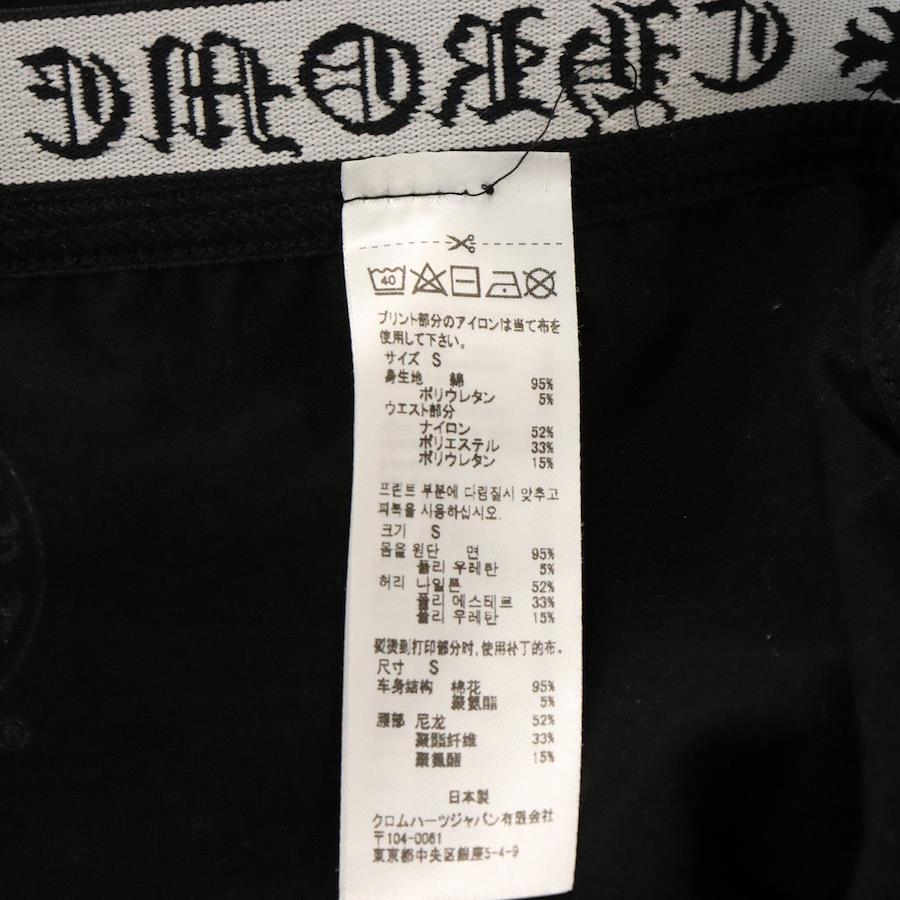 CHROME
40
プリント部分のアイロンは当て布を
使用して下さい。
サイズ S
身生地 綿 95%
ポリウレタン 5%
ウエスト部分
ナイロン 52%
ポリエステル 33%
ポリウレタン 15%
프린트 부분에 다림질시 맞추고
피복을 사용하십시오.
크기 S
몸을 원단 면 95%
폴리 우레탄 5%
허리 나일론 52%
폴리 에스테르 33%
폴리 우레탄 15%
熨烫到打印部分时,使用补丁的布。
尺寸 S
车身结构 棉花 95%
聚氨酯 5%
腰部 尼龙 52%
聚酯纤维 33%
聚氨酯 15%
日本製
クロムハーツジャパン有限会社
〒104-0061
東京都中央区銀座5-4-9
®